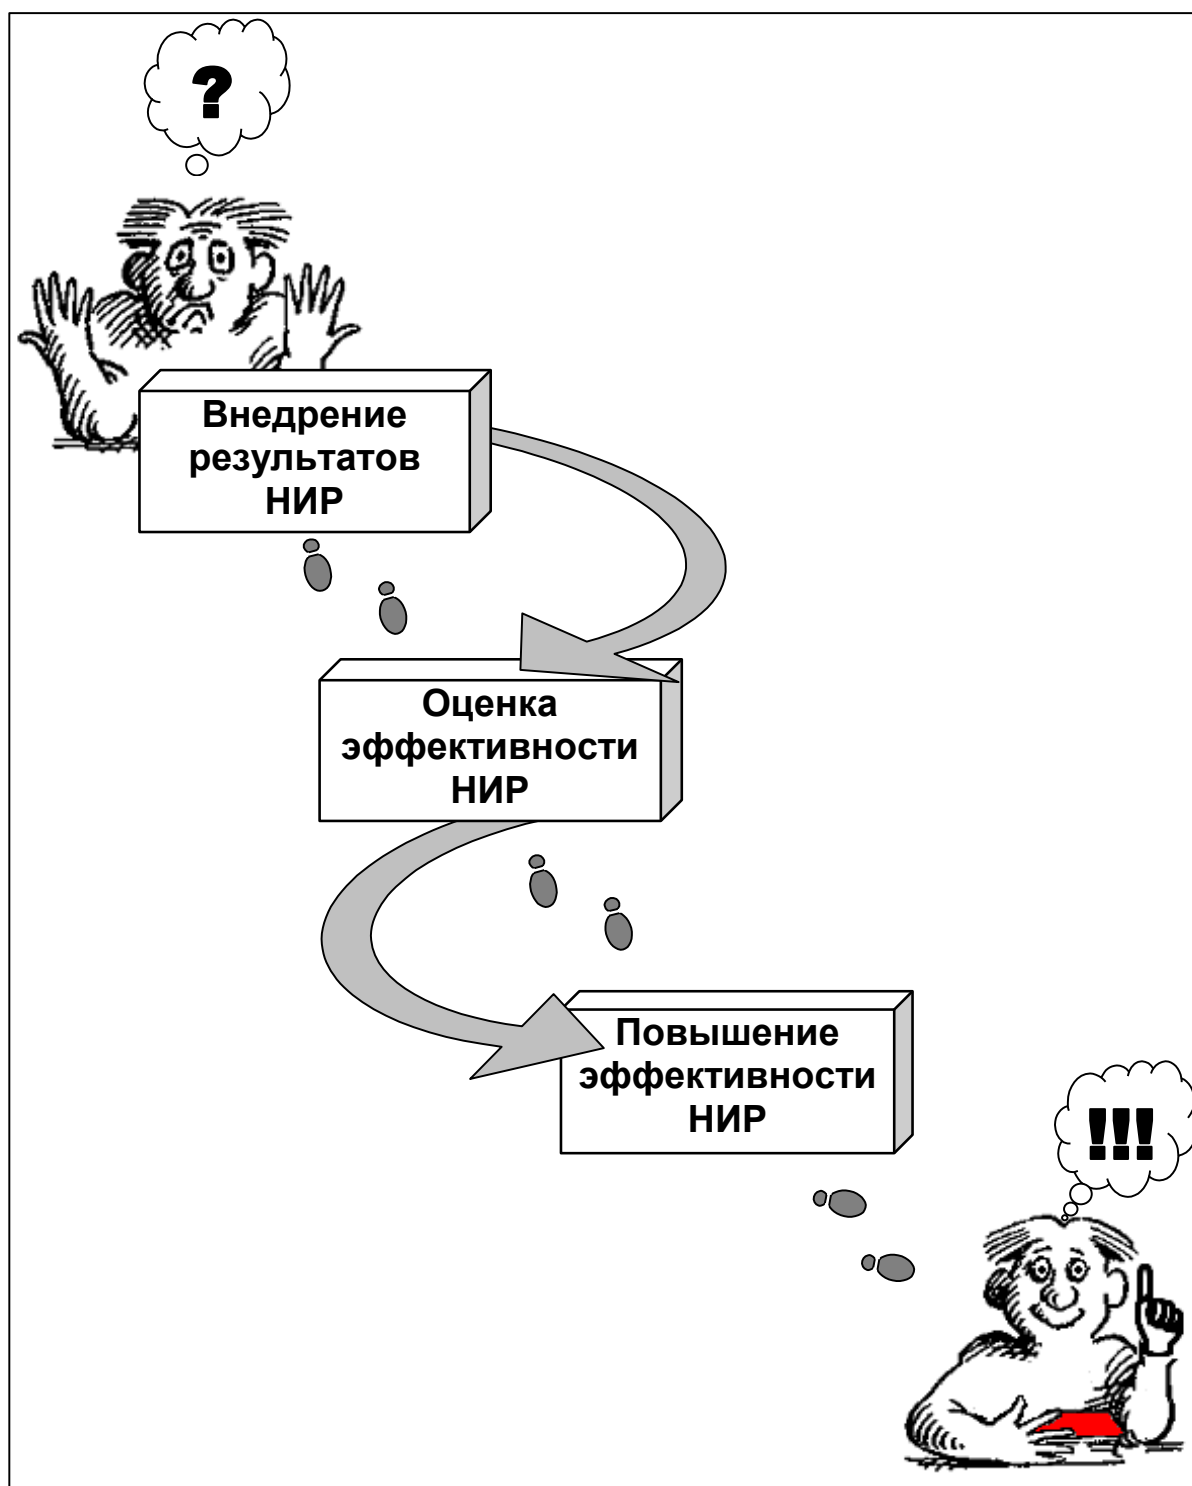 ?
Внедрение
результатов
НИР
Оценка
эффективности
НИР
Повышение
эффективности
НИР
!!!